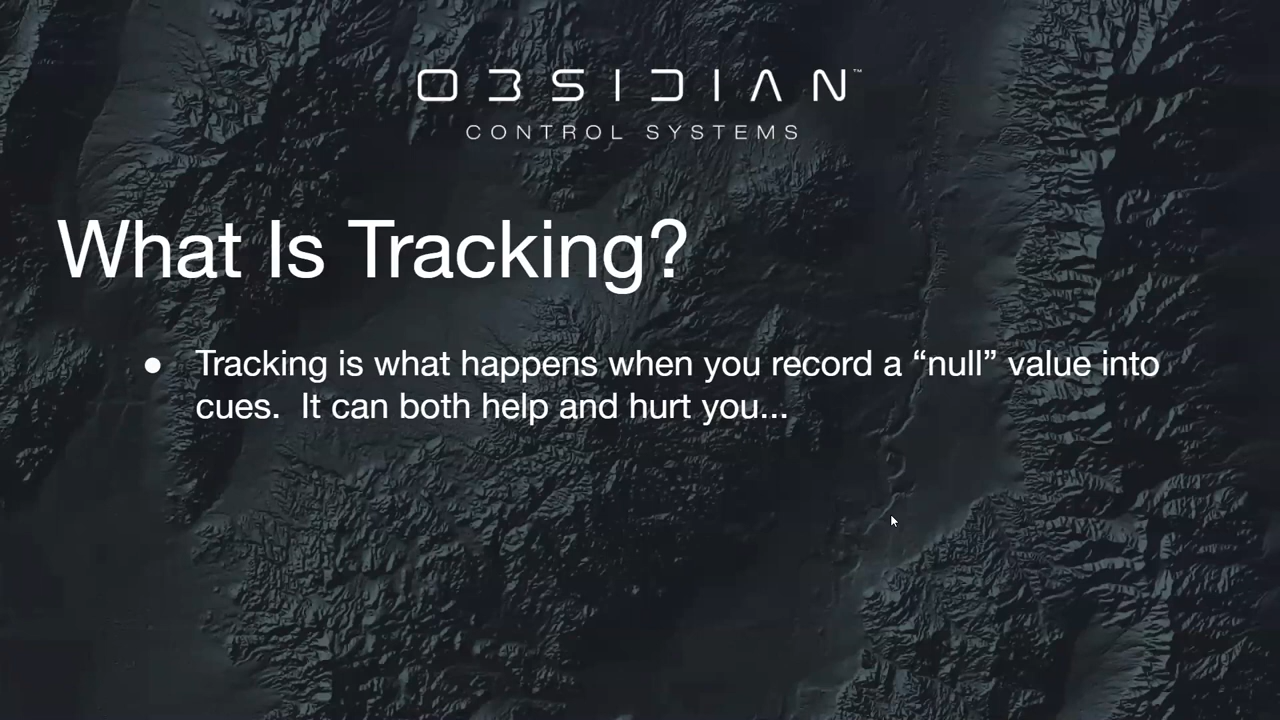 OBSIDIAN™
CONTROL SYSTEMS
What Is Tracking?
● Tracking is what happens when you record a “null” value into
cues.  It can both help and hurt you...